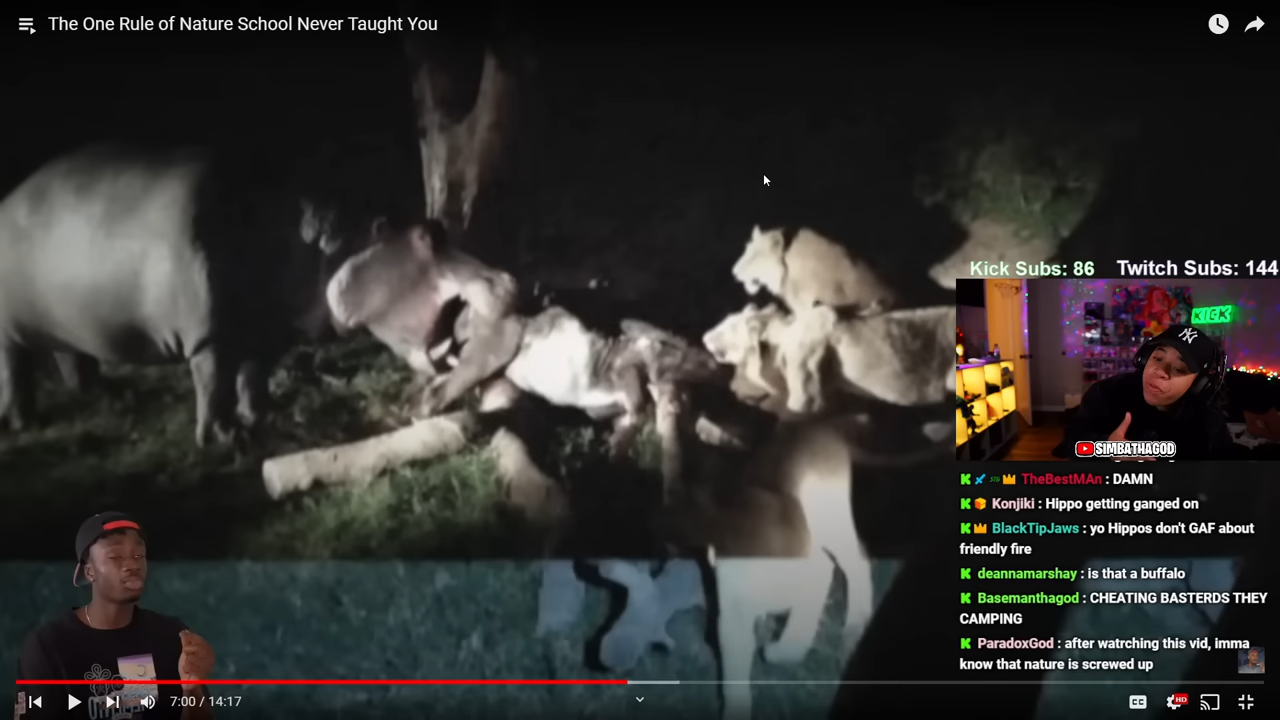 The One Rule of Nature School Never Taught You
Kick Subs: 86 Twitch Subs: 144
KICK
NY
SIMBATHAGOD
TheBestMAn : DAMN
Konjiki : Hippo getting ganged on
BlackTipJaws : yo Hippos don't GAF about
friendly fire
deannamarshay : is that a buffalo
Basemanthagod : CHEATING BASTERDS THEY
CAMPING
ParadoxGod : after watrching this vid, imma
know that nature is screwed up
7:00 / 14:17
CC
HD